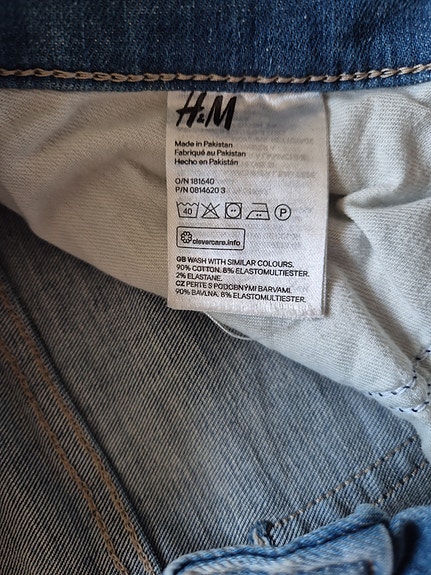 H&M
Made in Pakistan
Fabriqué au Pakistan
Hecho en Pakistán
O/N 181640
P/N 0814620 3
40 P
clevercare.info
GB WASH WITH SIMILAR COLOURS.
90% COTTON. 8% ELASTOMULTIESTER.
2% ELASTANE.
CZ PERTE S PODOBNÝMI BARVAMI.
90% BAVLNA. 8% ELASTOMULTIESTER.